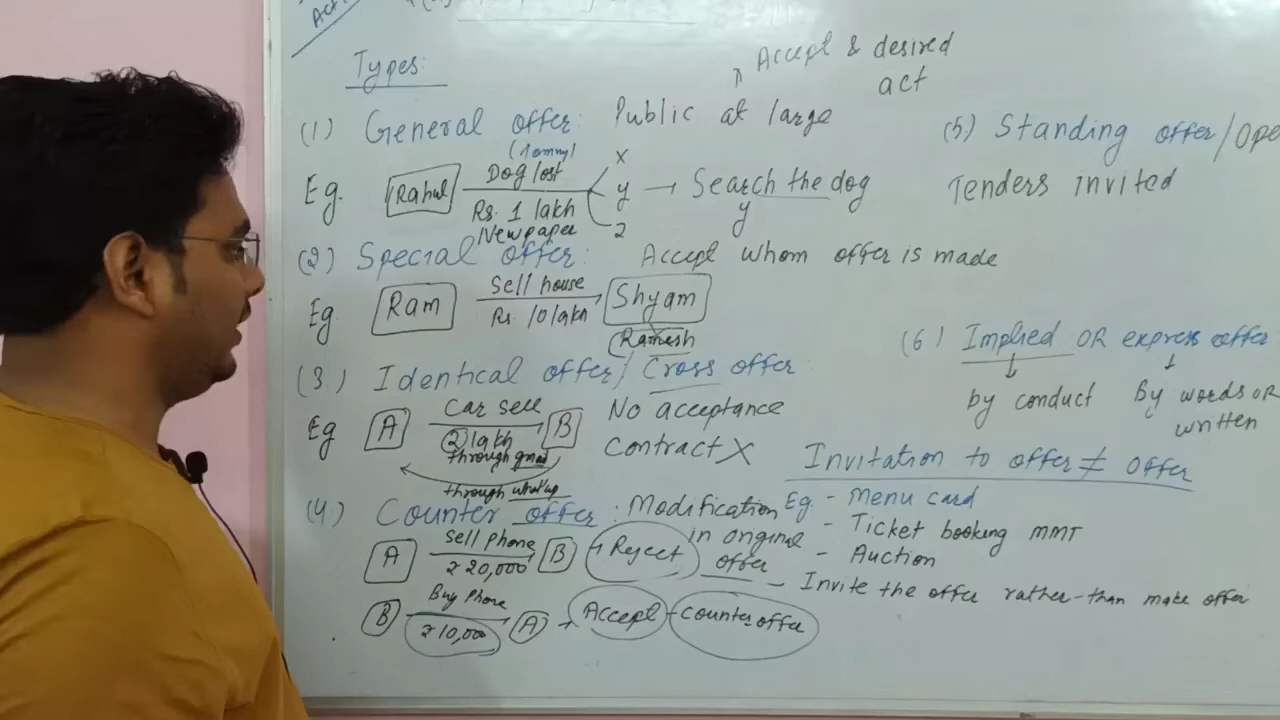 Act
Types:
Accept & desired
act
(1) General offer: Public at large
(Tommy)
Eg. Rahul Dog lost x
y → Search the dog
Rs. 1 lakh y
Newpaper 2
(2) Special offer: Accept whom offer is made
Eg Ram Sell house Shyam
Rs. 10 lakh
Ramesh
(3.) Identical offer/ Cross offer
Eg A Car sell B No acceptance
2 lakh Contract X
through gmail
through what'up
(4.) Counter offer: Modification
in original
offer
A Sell Phone B → Reject
₹ 20,000
B Buy Phone A → Accept → counter offer
₹ 10,000
(5) Standing offer/Ope
Tenders invited
(6) Implied OR express offer
by conduct By words OR
written
Invitation to offer ≠ offer
Eg. - Menu card
- Ticket booking MMT
- Auction
- Invite the offer rather than make offer